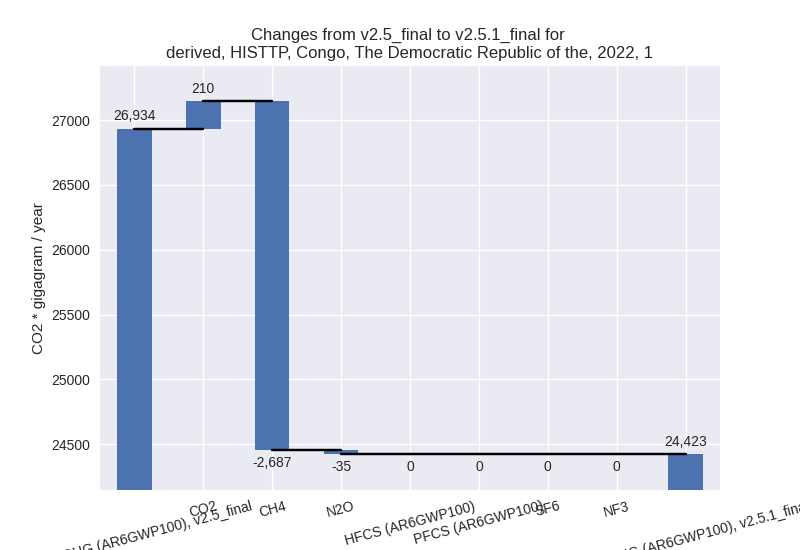 Changes from v2.5_final to v2.5.1_final for
derived, HISTTP, Congo, The Democratic Republic of the, 2022, 1
CO2 * gigagram / year
27000
26500
26000
25500
25000
24500
26,934
210
-2,687
-35
0
0
0
0
24,423
(AR6GWP100), v2.5_final
CO2
CH4
N2O
HFCS (AR6GWP100)
PFCS (AR6GWP100)
SF6
NF3
(AR6GWP100), v2.5.1_fina